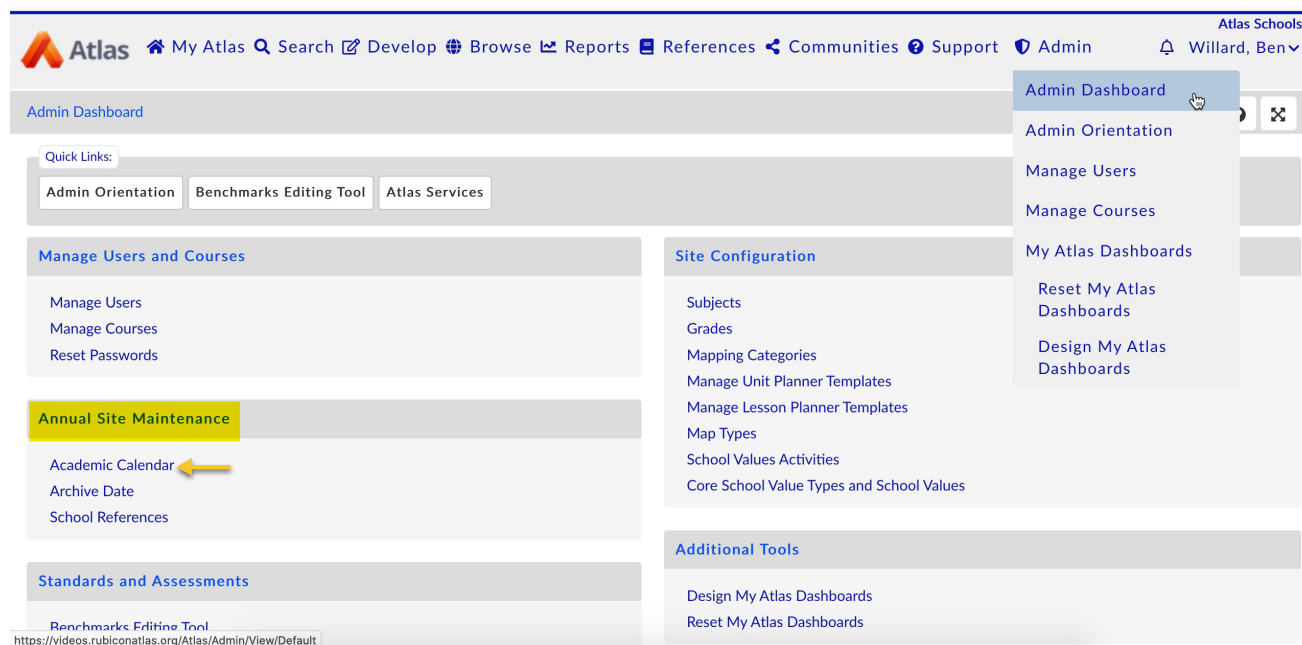 Atlas Schools
Atlas My Atlas Search Develop Browse Reports References Communities Support Admin Willard, Ben
Admin Dashboard
Admin Dashboard
Admin Orientation
Manage Users
Manage Courses
My Atlas Dashboards
Reset My Atlas
Dashboards
Design My Atlas
Dashboards
Quick Links:
Admin Orientation Benchmarks Editing Tool Atlas Services
Manage Users and Courses
Manage Users
Manage Courses
Reset Passwords
Annual Site Maintenance
Academic Calendar
Archive Date
School References
Standards and Assessments
Benchmarks Editing Tool
Site Configuration
Subjects
Grades
Mapping Categories
Manage Unit Planner Templates
Manage Lesson Planner Templates
Map Types
School Values Activities
Core School Value Types and School Values
Additional Tools
Design My Atlas Dashboards
Reset My Atlas Dashboards
https://videos.rubiconatlas.org/Atlas/Admin/View/Default